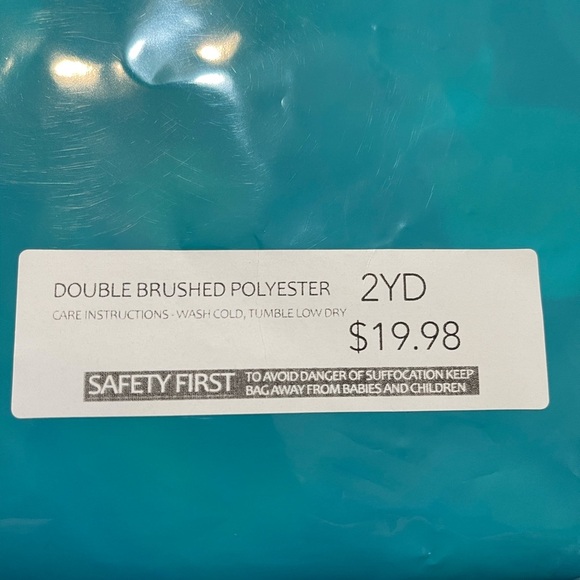 DOUBLE BRUSHED POLYESTER 2YD
CARE INSTRUCTIONS - WASH COLD, TUMBLE LOW DRY
$19.98
SAFETY FIRST TO AVOID DANGER OF SUFFOCATION KEEP
BAG AWAY FROM BABIES AND CHILDREN